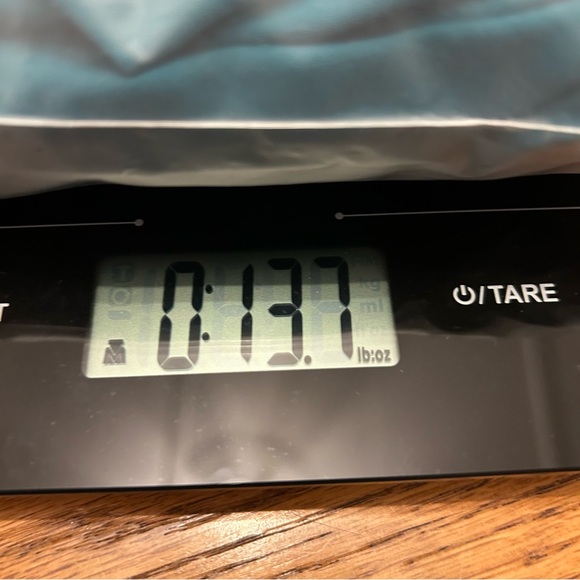 T
0:13.7
lb:oz
⏻/TARE